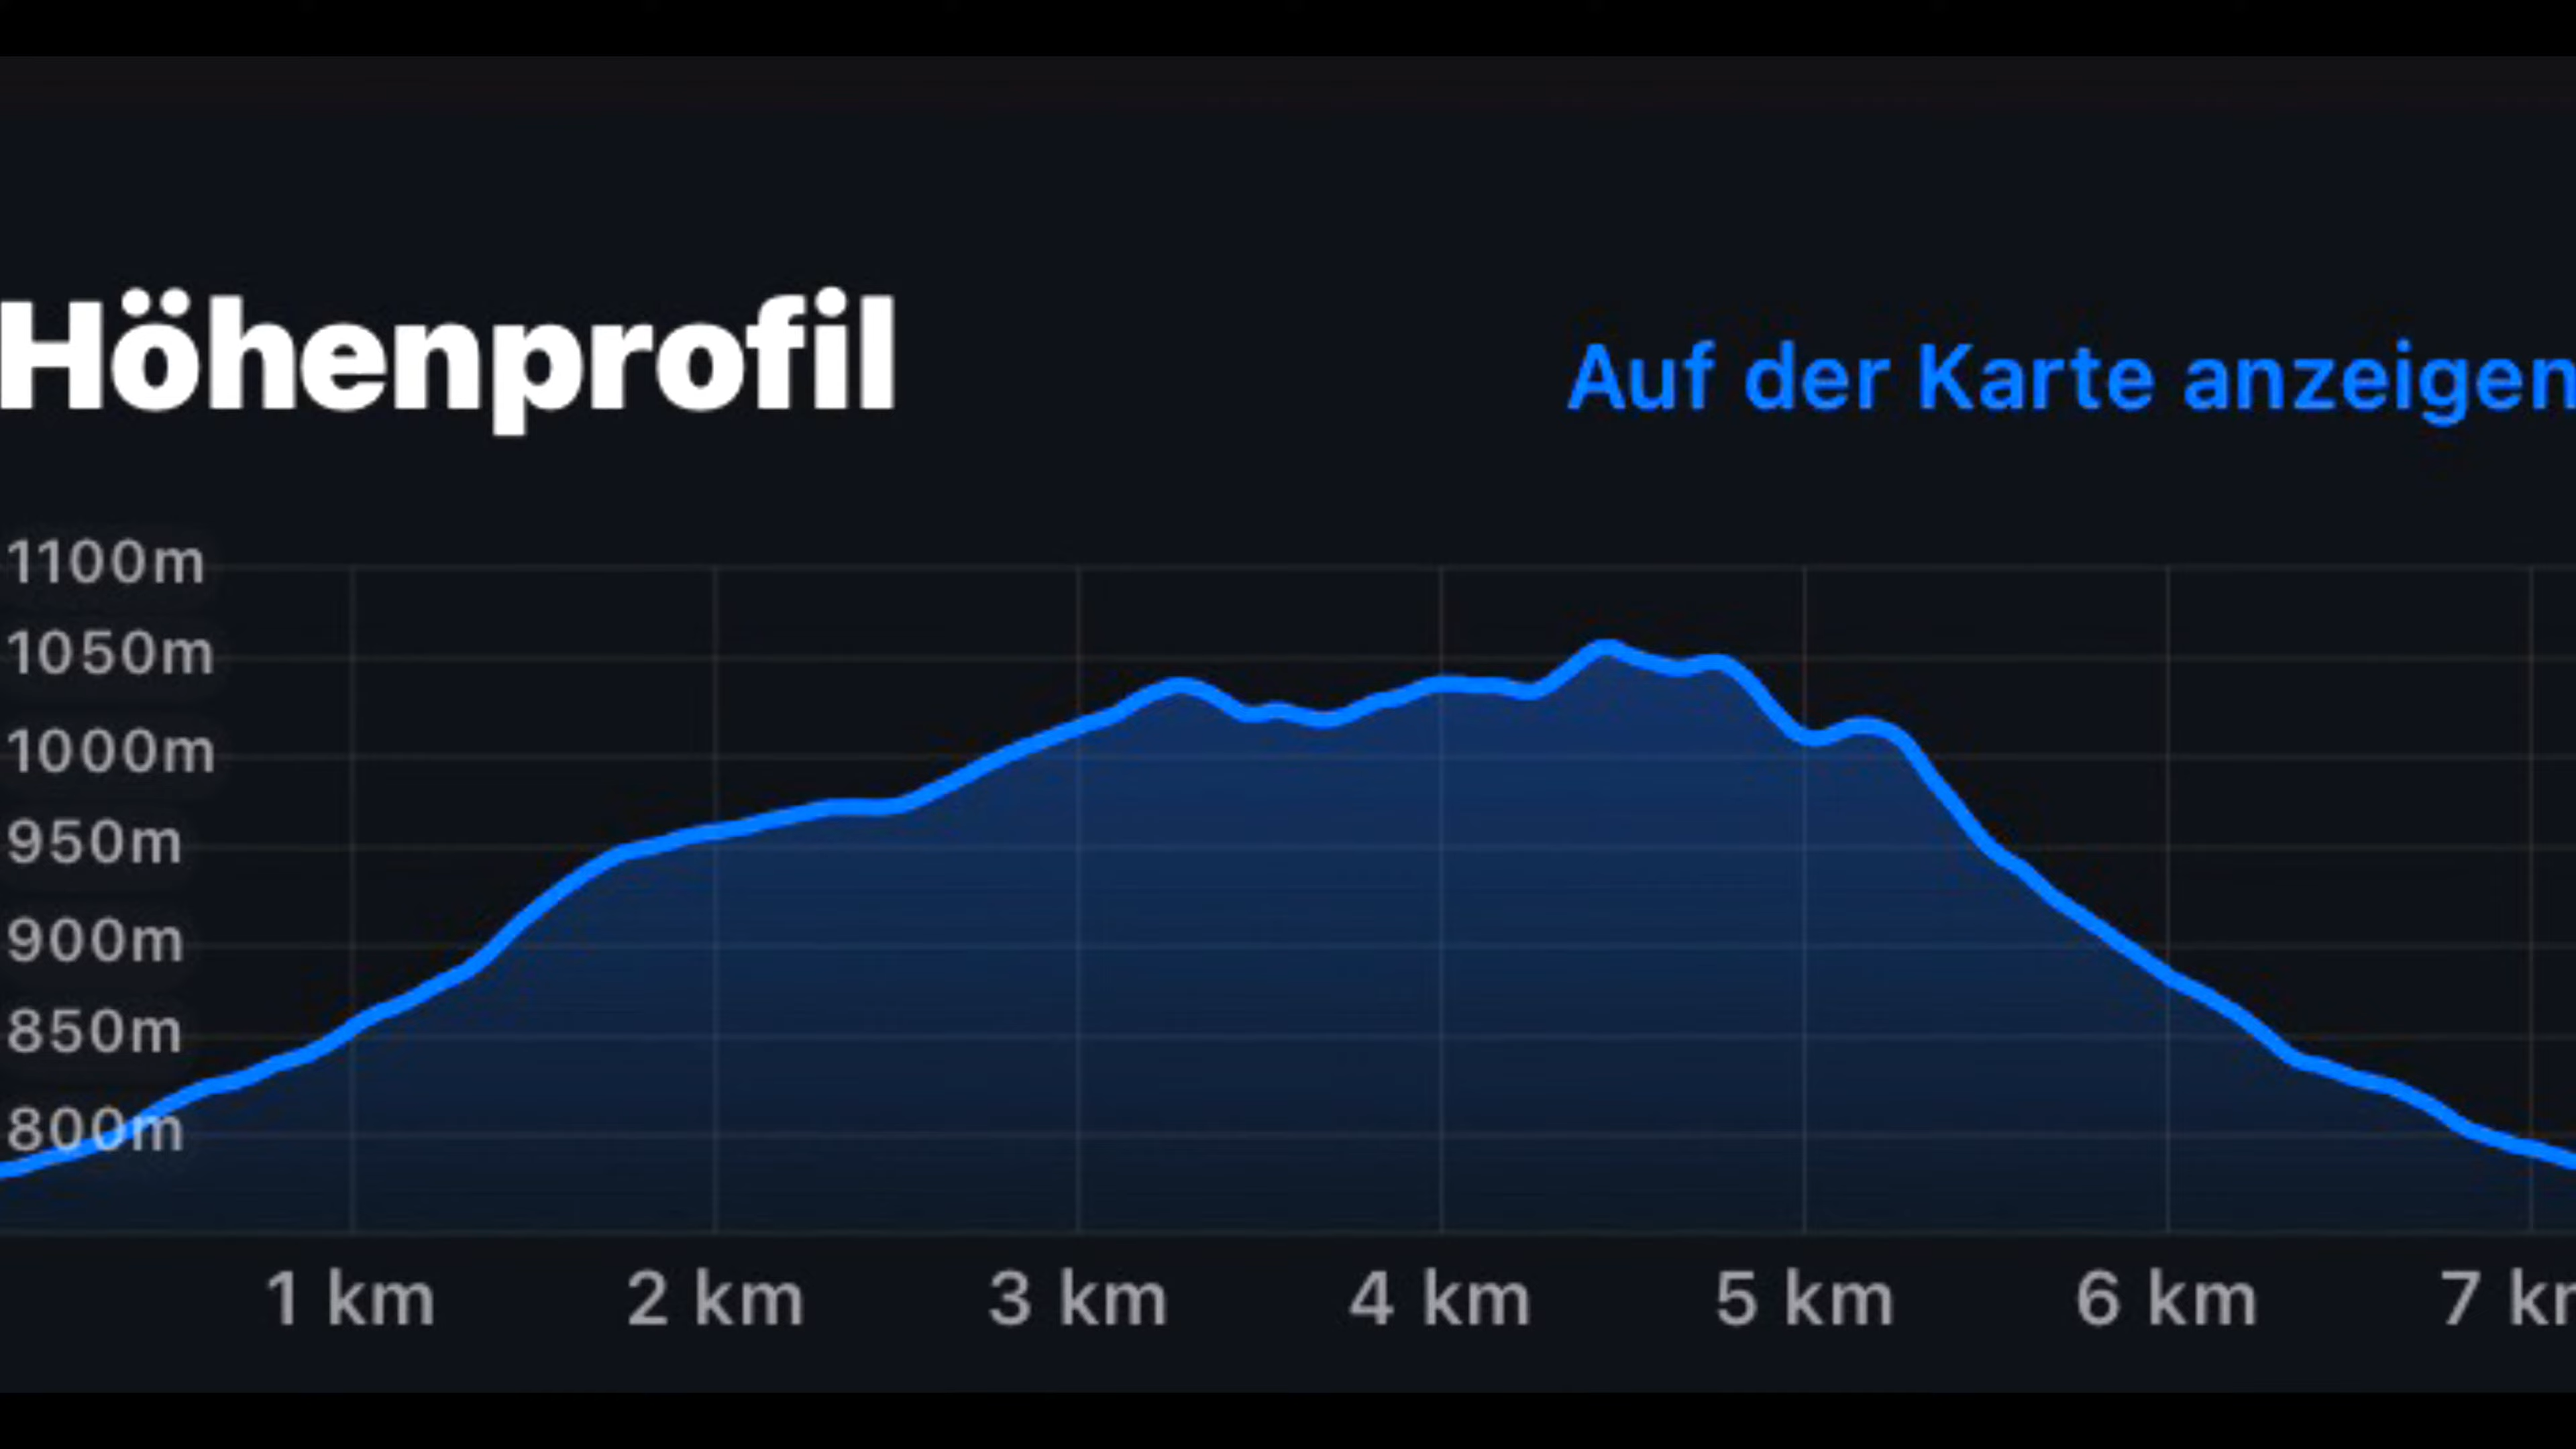 Höhenprofil
Auf der Karte anzeigen
1100m
1050m
1000m
950m
900m
850m
800m
1 km
2 km
3 km
4 km
5 km
6 km
7 k